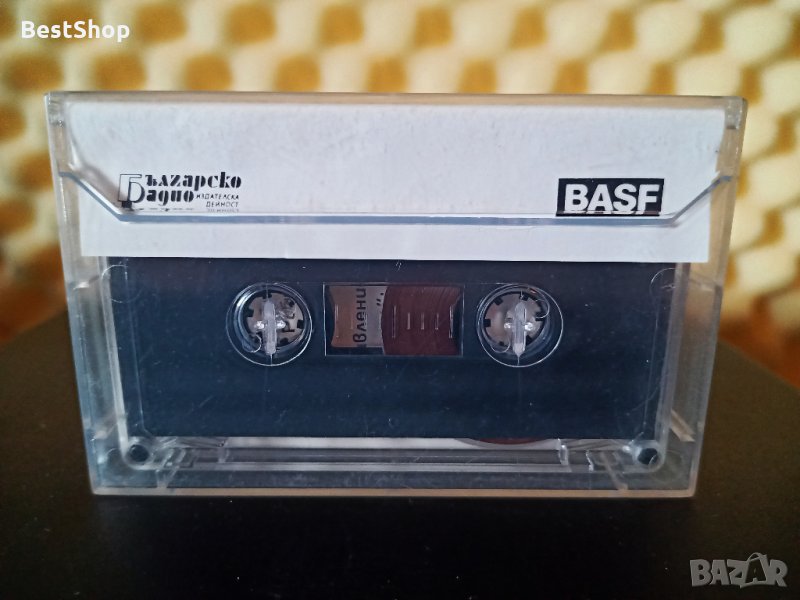 BestShop
Българско
Радио
ИЗДАТЕЛСКА
ДЕЙНОСТ
BASF
влени
BAZAR